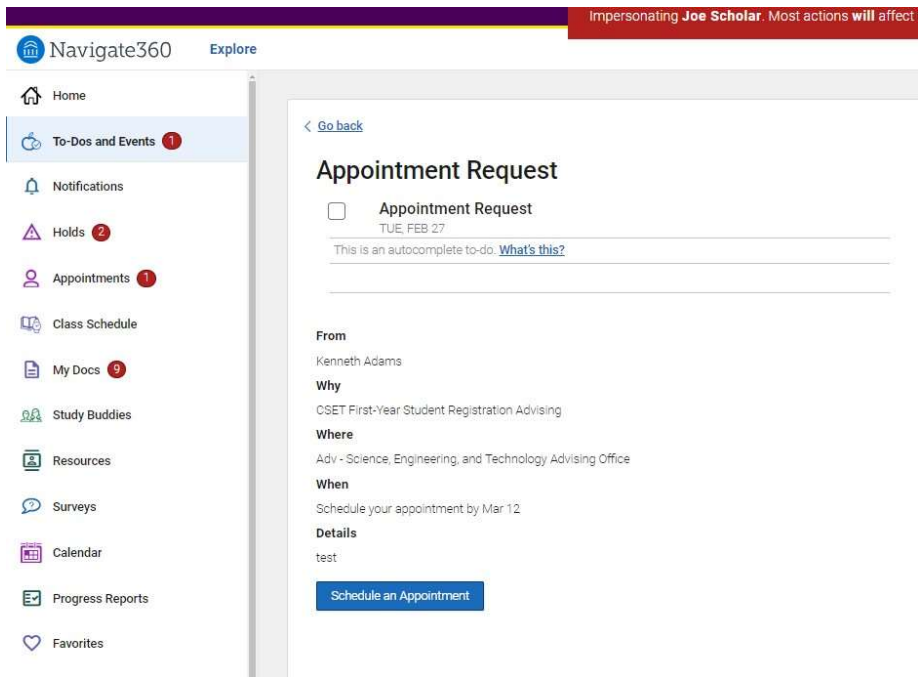 Impersonating Joe Scholar. Most actions will affect
Navigate360 Explore
Home
To-Dos and Events 1
Notifications
Holds 2
Appointments 1
Class Schedule
My Docs 9
Study Buddies
Resources
Surveys
Calendar
Progress Reports
Favorites
Go back
Appointment Request
Appointment Request
TUE, FEB 27
This is an autocomplete to-do. What's this?
From
Kenneth Adams
Why
CSET First-Year Student Registration Advising
Where
Adv - Science, Engineering, and Technology Advising Office
When
Schedule your appointment by Mar 12
Details
test
Schedule an Appointment